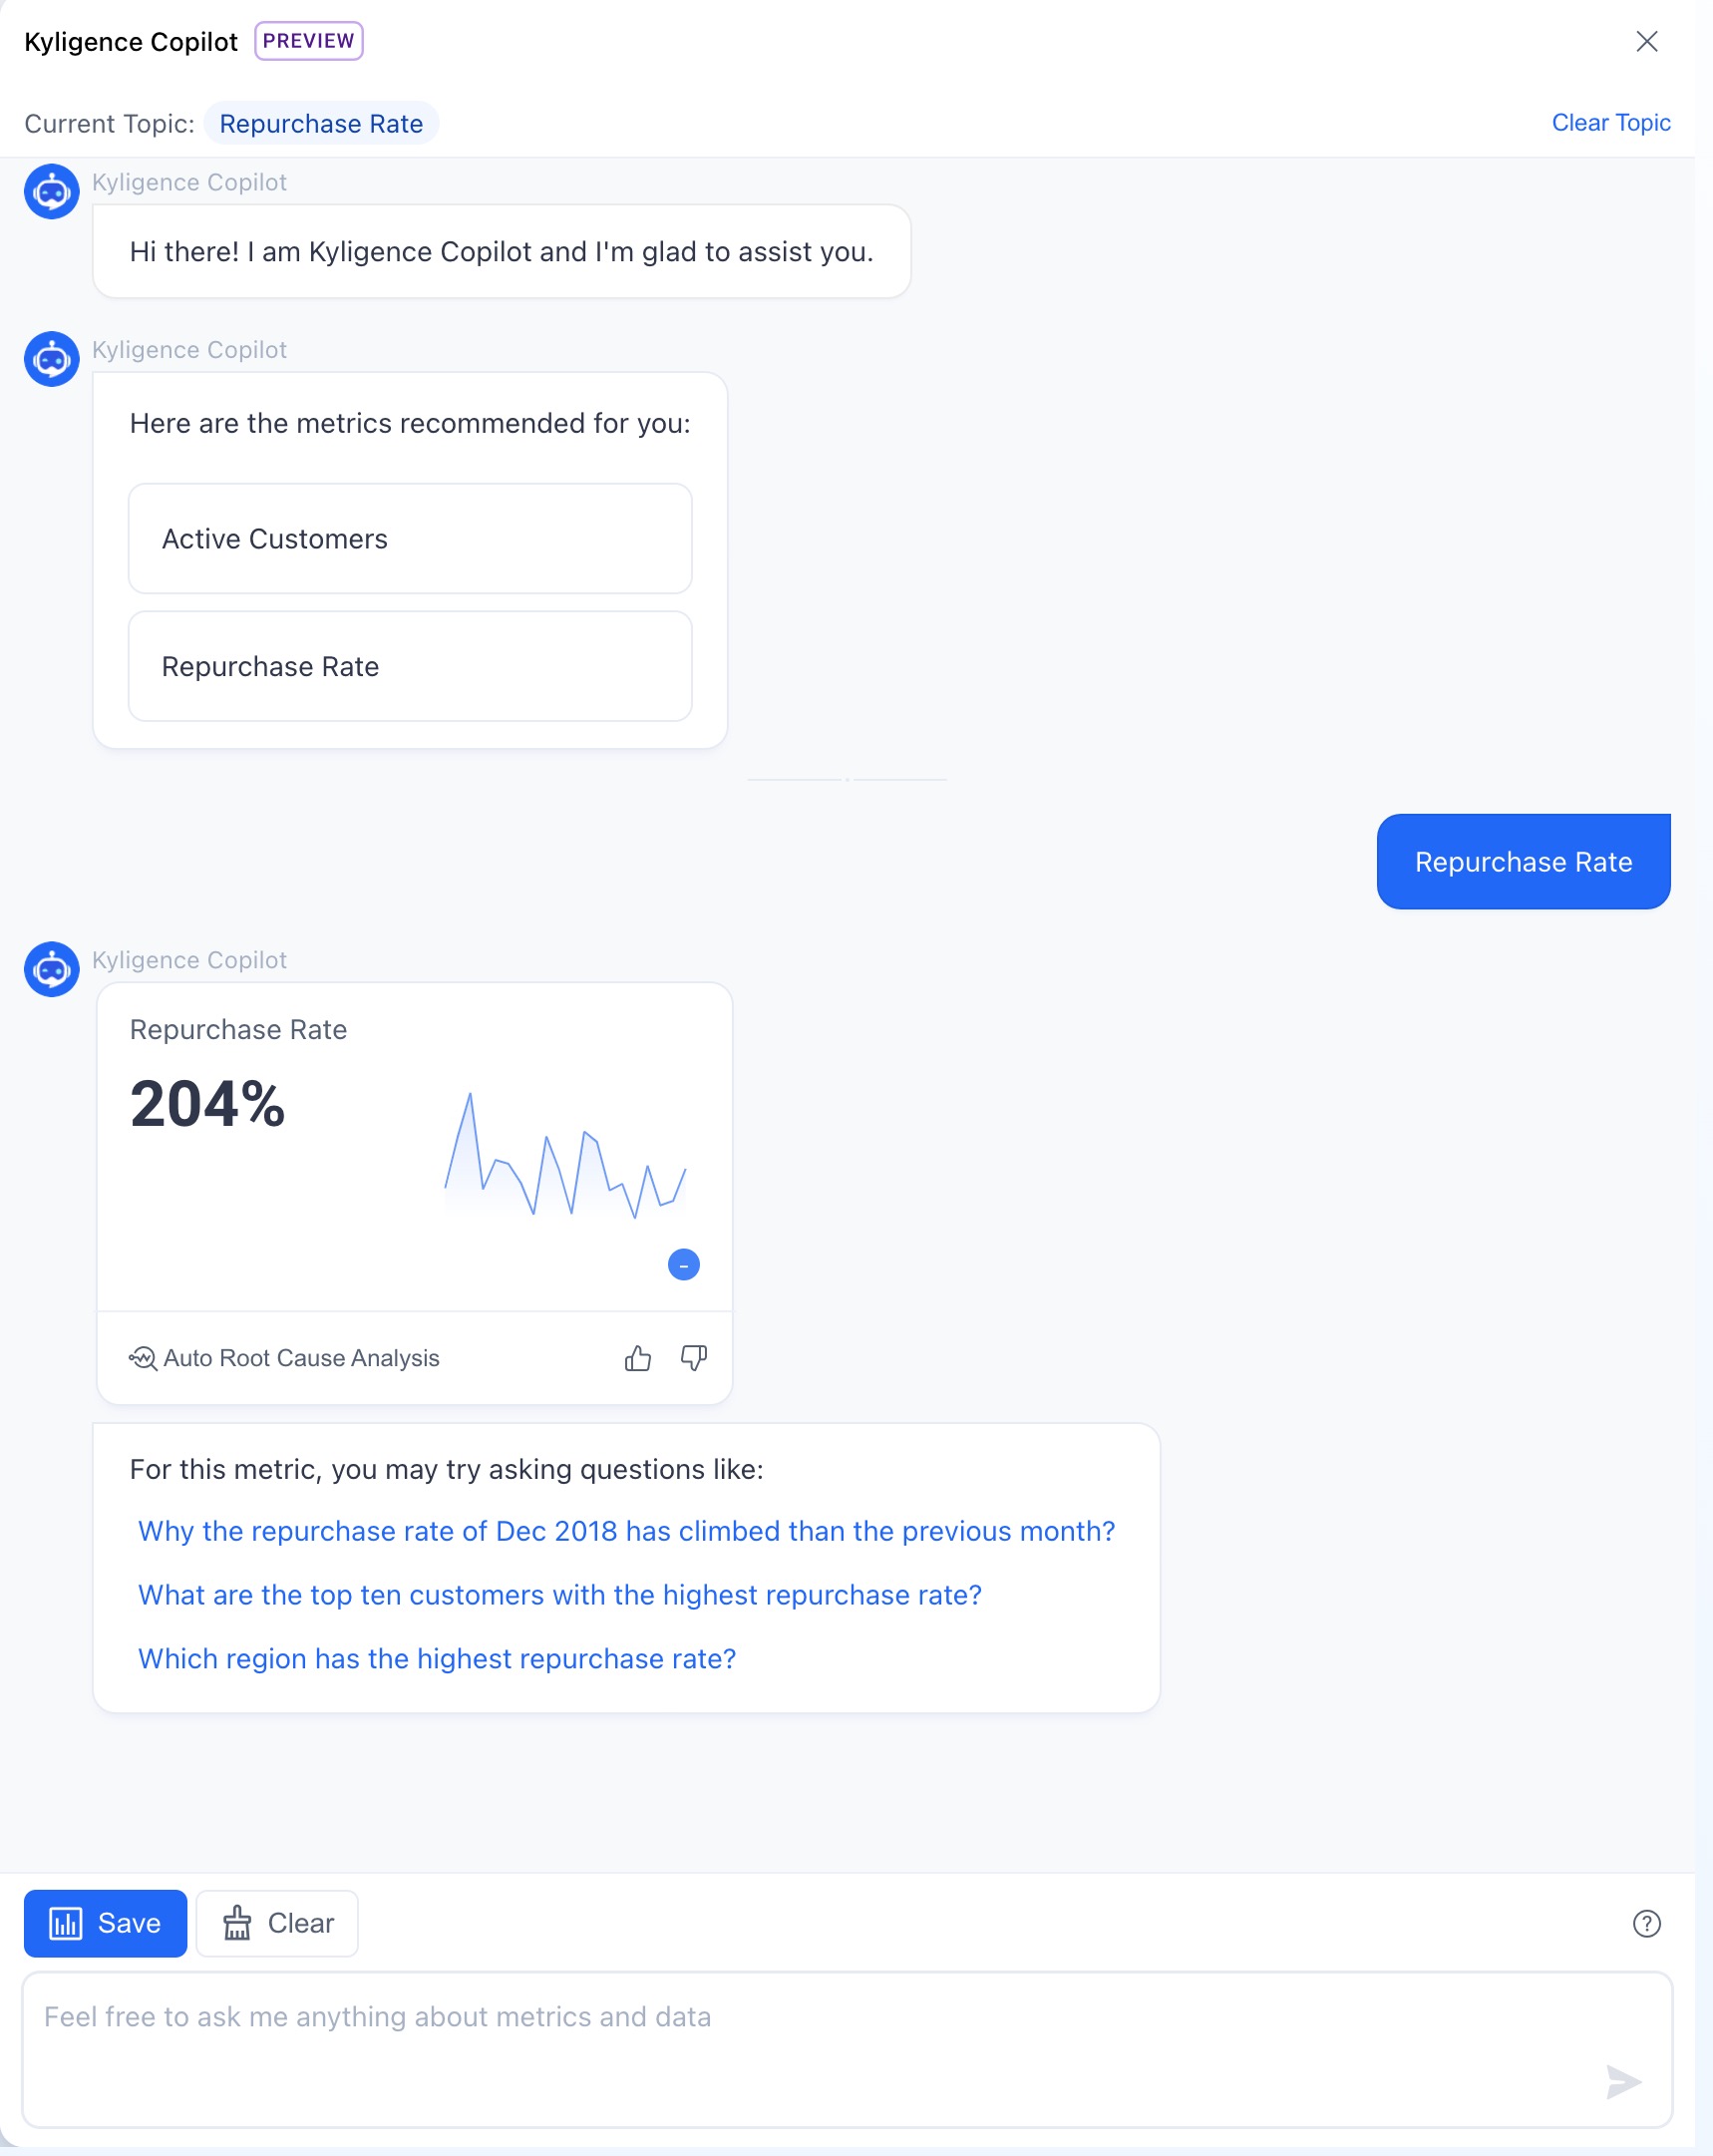 Kyligence Copilot PREVIEW
Current Topic: Repurchase Rate Clear Topic
Kyligence Copilot
Hi there! I am Kyligence Copilot and I'm glad to assist you.
Kyligence Copilot
Here are the metrics recommended for you:
Active Customers
Repurchase Rate
Repurchase Rate
Kyligence Copilot
Repurchase Rate
204%
-
Auto Root Cause Analysis
For this metric, you may try asking questions like:
Why the repurchase rate of Dec 2018 has climbed than the previous month?
What are the top ten customers with the highest repurchase rate?
Which region has the highest repurchase rate?
Save Clear ?
Feel free to ask me anything about metrics and data